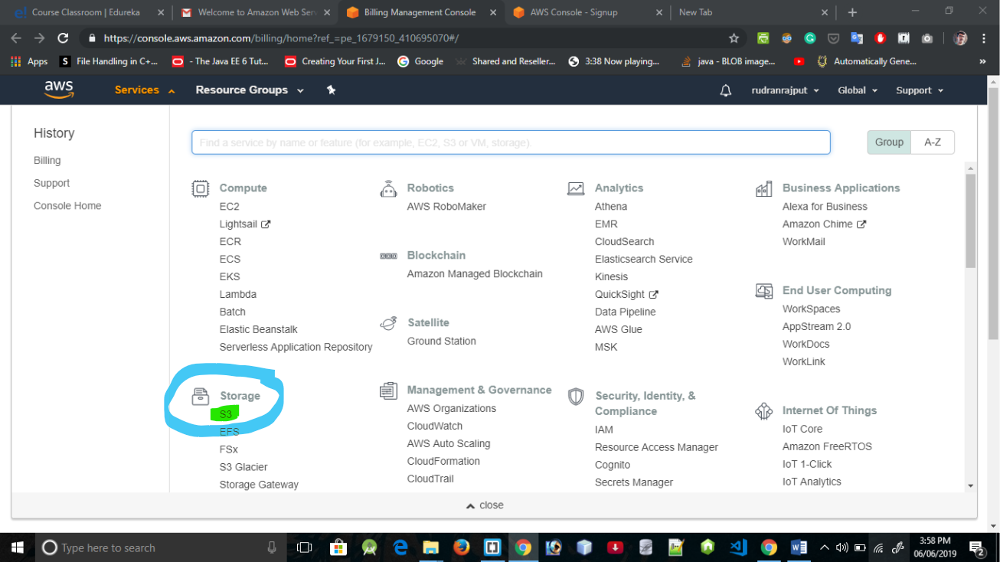 Course Classroom | Edureka
Welcome to Amazon Web Serv
Billing Management Console
AWS Console - Signup
New Tab
https://console.aws.amazon.com/billing/home?ref_=pe_1679150_410695070#/
Apps
File Handling in C+...
- The Java EE 6 Tut...
Creating Your First J...
Google
Shared and Reseller...
3:38 Now playing...
java - BLOB image...
Automatically Gene...
aws
Services
Resource Groups
rudranrajput
Global
Support
History
Billing
Support
Console Home
Find a service by name or feature (for example, EC2, S3 or VM, storage).
Group
A-Z
Compute
EC2
Lightsail
ECR
ECS
EKS
Lambda
Batch
Elastic Beanstalk
Serverless Application Repository
Storage
S3
EFS
FSx
S3 Glacier
Storage Gateway
Robotics
AWS RoboMaker
Blockchain
Amazon Managed Blockchain
Satellite
Ground Station
Management & Governance
AWS Organizations
CloudWatch
AWS Auto Scaling
CloudFormation
CloudTrail
Analytics
Athena
EMR
CloudSearch
Elasticsearch Service
Kinesis
QuickSight
Data Pipeline
AWS Glue
MSK
Security, Identity, &
Compliance
IAM
Resource Access Manager
Cognito
Secrets Manager
Business Applications
Alexa for Business
Amazon Chime
WorkMail
End User Computing
WorkSpaces
AppStream 2.0
WorkDocs
WorkLink
Internet Of Things
IoT Core
Amazon FreeRTOS
IoT 1-Click
IoT Analytics
close
Type here to search
3:58 PM
06/06/2019
2